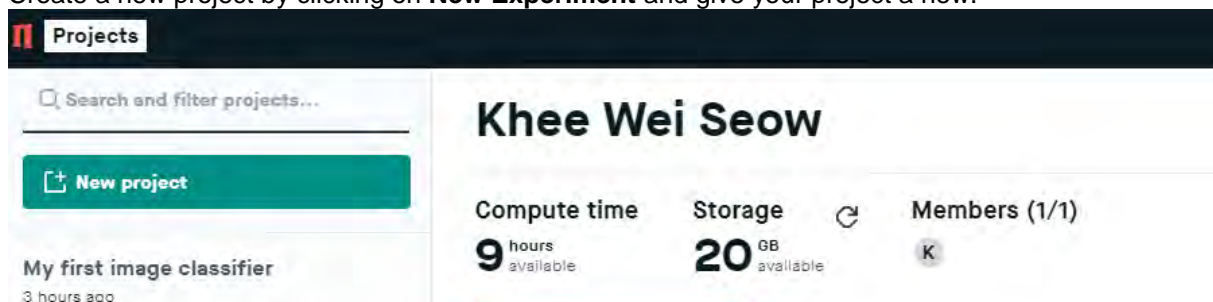 Create a new project by clicking on New Experiment and give your project a new.
Projects
Search and filter projects...
New project
My first image classifier
3 hours ago
Khee Wei Seow
Compute time
9 hours available
Storage
20 GB available
Members (1/1)
K